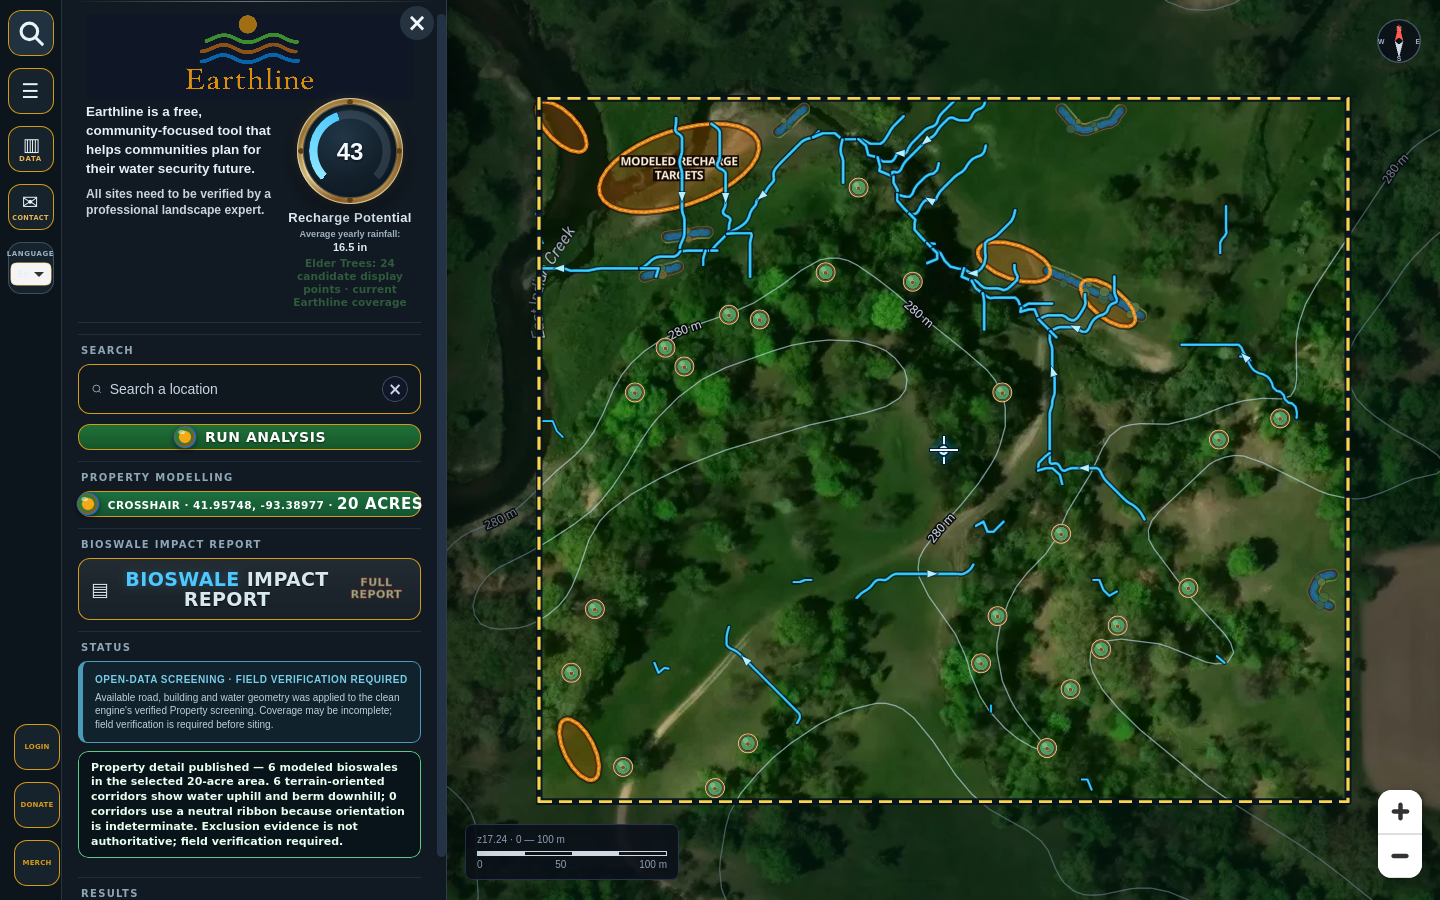 DATA
CONTACT
LANGUAGE
LOGIN
DONATE
MERCH
Earthline
Earthline is a free,
community-focused tool that
helps communities plan for
their water security future.
All sites need to be verified by a
professional landscape expert.
43
Recharge Potential
Average yearly rainfall:
16.5 in
Elder Trees: 24
candidate display
points · current
Earthline coverage
SEARCH
Search a location
RUN ANALYSIS
PROPERTY MODELLING
CROSSHAIR · 41.95748, -93.38977 · 20 ACRES
BIOSWALE IMPACT REPORT
BIOSWALE IMPACT
REPORT
FULL
REPORT
STATUS
OPEN-DATA SCREENING · FIELD VERIFICATION REQUIRED
Available road, building and water geometry was applied to the clean
engine's verified Property screening. Coverage may be incomplete;
field verification is required before siting.
Property detail published — 6 modeled bioswales
in the selected 20-acre area. 6 terrain-oriented
corridors show water uphill and berm downhill; 0
corridors use a neutral ribbon because orientation
is indeterminate. Exclusion evidence is not
authoritative; field verification required.
RESULTS
MODELED RECHARGE
TARGETS
Creek
280 m
280 m
280 m
280 m
280 m
W
E
S
z17.24 · 0 — 100 m
0
50
100 m